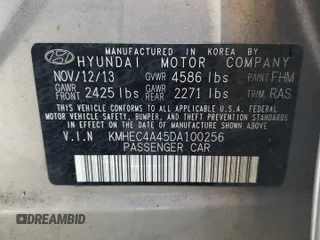 MANUFACTURED IN KOREA BY
HYUNDAI MOTOR COMPANY
NOV/12/13 GVWR 4586 lbs PAINT FHM
GAWR FRONT 2425 lbs GAWR REAR 2271 lbs TRIM RAS
THIS VEHICLE CONFORMS TO ALL APPLICABLE U.S.A. FEDERAL
MOTOR VEHICLE SAFETY, BUMPER, AND THEFT PREVENTION STANDARDS
IN EFFECT ON THE DATE OF MANUFACTURE SHOWN ABOVE.
V.I.N KMHEC4A45DA100256
PASSENGER CAR
©DREAMBID